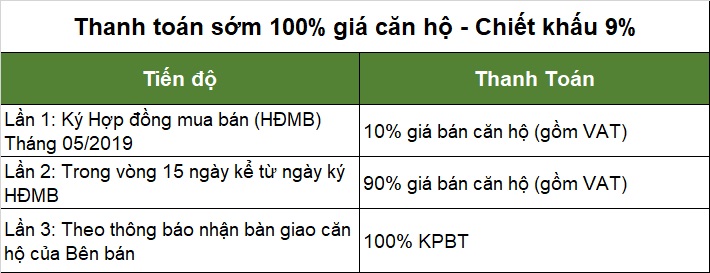 Thanh toán sớm 100% giá căn hộ - Chiết khấu 9%
Tiến độ
Thanh Toán
Lần 1: Ký Hợp đồng mua bán (HĐMB)
Tháng 05/2019
10% giá bán căn hộ (gồm VAT)
Lần 2: Trong vòng 15 ngày kể từ ngày ký
HĐMB
90% giá bán căn hộ (gồm VAT)
Lần 3: Theo thông báo nhận bàn giao căn
hộ của Bên bán
100% KPBT